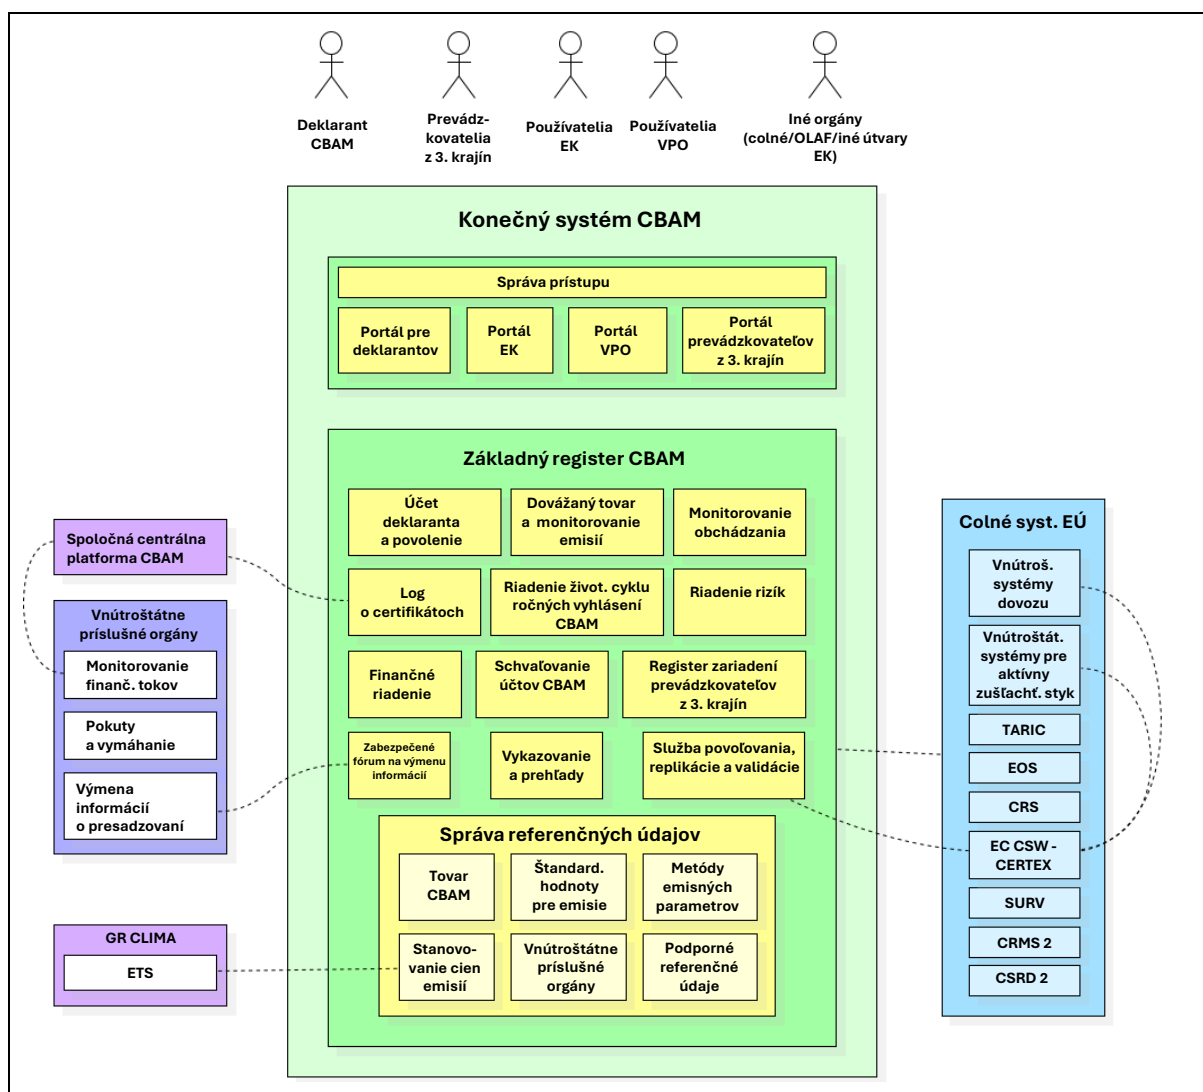 Deklarant
CBAM
Prevádz-
kovatelia
z 3. krajín
Používatelia
EK
Používatelia
VPO
Iné orgány
(colné/OLAF/iné útvary
EK)
Konečný systém CBAM
Správa prístupu
Portál pre
deklarantov
Portál
EK
Portál
VPO
Portál
prevádzkovateľov
z 3. krajín
Základný register CBAM
Účet
deklaranta
a povolenie
Dovážaný tovar
a monitorovanie
emisií
Monitorovanie
obchádzania
Log
o certifikátoch
Riadenie život. cyklu
ročných vyhlásení
CBAM
Riadenie rizík
Finančné
riadenie
Schvaľovanie
účtov CBAM
Register zariadení
prevádzkovateľov
z 3. krajín
Zabezpečené
fórum na výmenu
informácií
Vykazovanie
a prehľady
Služba povoľovania,
replikácie a validácie
Správa referenčných údajov
Tovar
CBAM
Štandard.
hodnoty
pre emisie
Metódy
emisných
parametrov
Stanovo-
vanie cien
emisií
Vnútroštátne
príslušné
orgány
Podporné
referenčné
údaje
Spoločná centrálna
platforma CBAM
Vnútroštátne
príslušné orgány
Monitorovanie
finanč. tokov
Pokuty
a vymáhanie
Výmena
informácií
o presadzovaní
GR CLIMA
ETS
Colné syst. EÚ
Vnútroš.
systémy
dovozu
Vnútroštát.
systémy pre
aktívny
zušľachť. styk
TARIC
EOS
CRS
EC CSW -
CERTEX
SURV
CRMS 2
CSRD 2